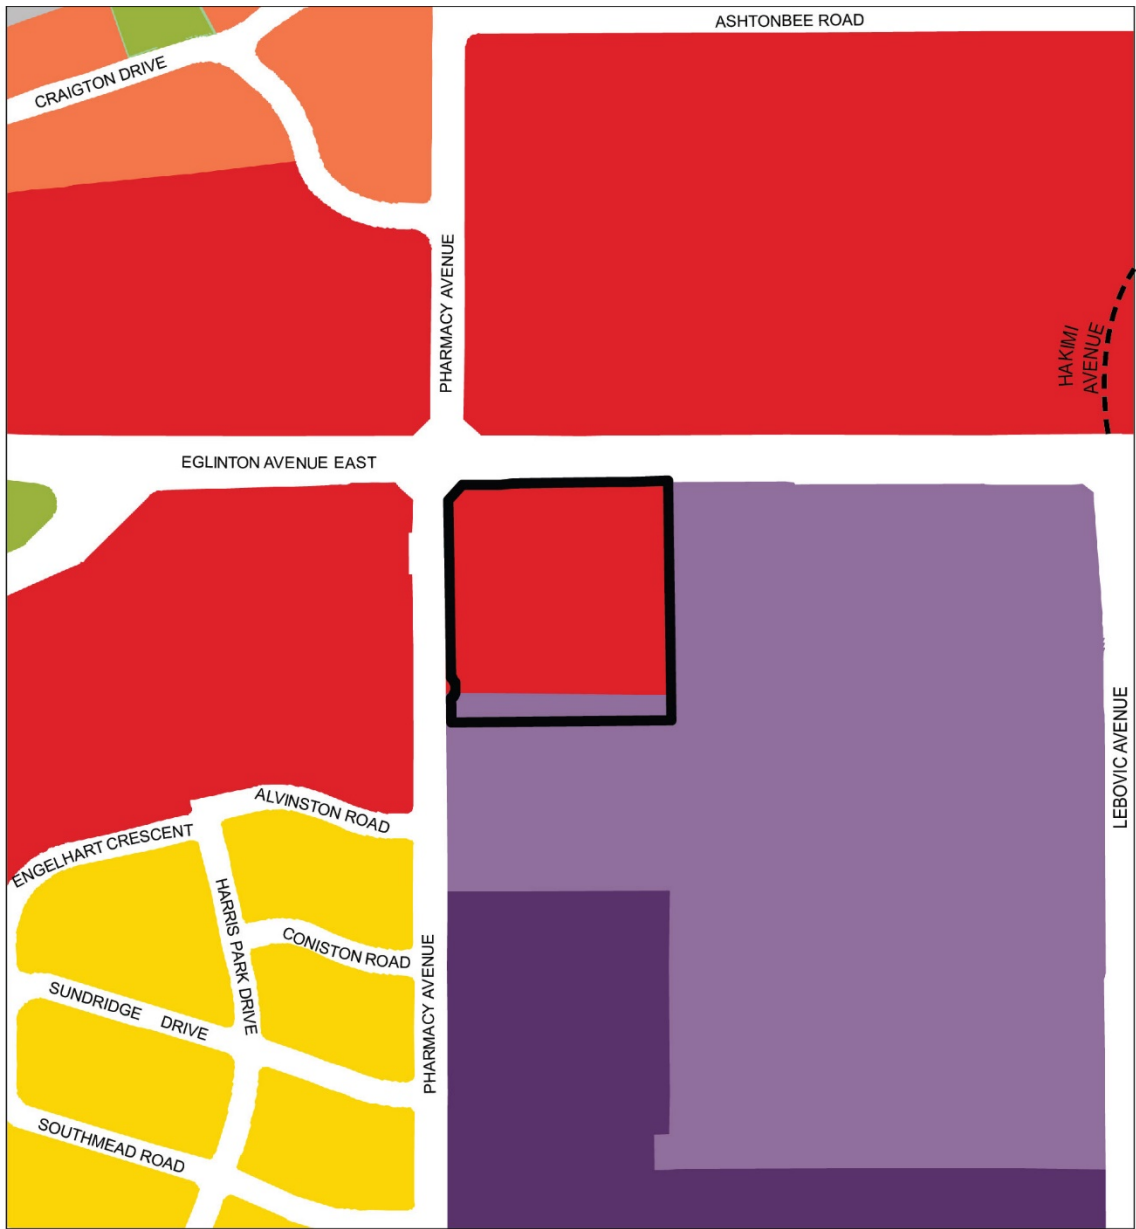 ASHTONBEE ROAD
CRAIGTON DRIVE
PHARMACY AVENUE
HAKIMI
AVENUE
EGLINTON AVENUE EAST
LEBOVIC AVENUE
ALVINSTON ROAD
ENGELHART CRESCENT
HARRIS PARK DRIVE
CONISTON ROAD
PHARMACY AVENUE
SUNDRIDGE DRIVE
SOUTHMEAD ROAD